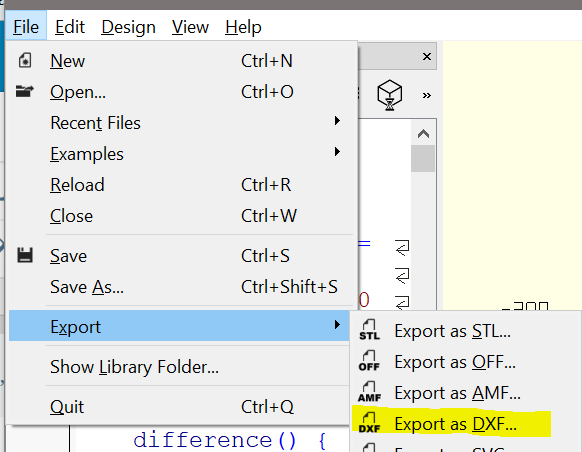 File Edit Design View Help
New Ctrl+N
Open... Ctrl+O
Recent Files
Examples
Reload Ctrl+R
Close Ctrl+W
Save Ctrl+S
Save As... Ctrl+Shift+S
Export
Show Library Folder...
Quit Ctrl+Q
STL Export as STL...
OFF Export as OFF...
AMF Export as AMF...
DXF Export as DXF...
difference() {